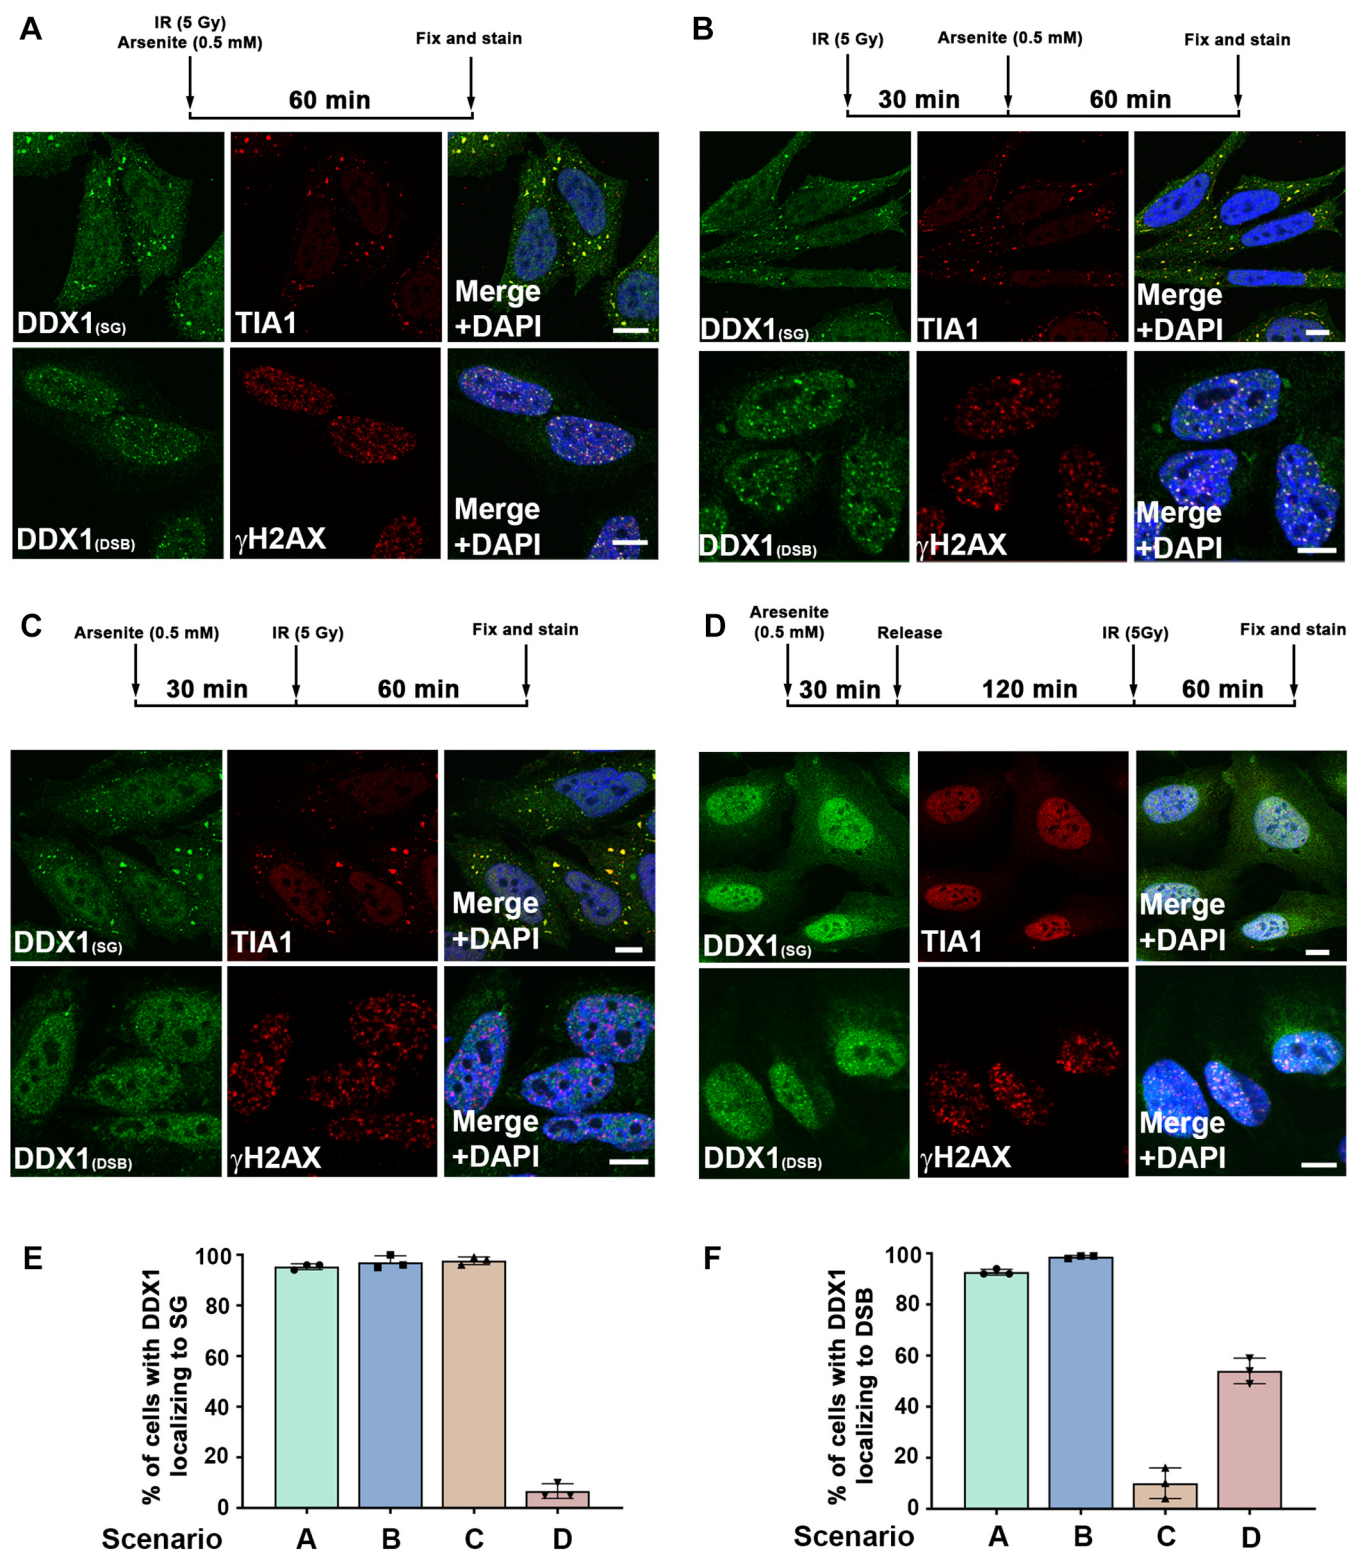 A
IR (5 Gy)
Arsenite (0.5 mM)
Fix and stain
60 min
DDX1(SG)
TIA1
Merge
+DAPI
DDX1(DSB)
γH2AX
Merge
+DAPI
B
IR (5 Gy)
Arsenite (0.5 mM)
Fix and stain
30 min
60 min
DDX1(SG)
TIA1
Merge
+DAPI
DDX1(DSB)
γH2AX
Merge
+DAPI
C
Arsenite (0.5 mM)
IR (5 Gy)
Fix and stain
30 min
60 min
DDX1(SG)
TIA1
Merge
+DAPI
DDX1(DSB)
γH2AX
Merge
+DAPI
D
Aresenite
(0.5 mM)
Release
IR (5Gy)
Fix and stain
30 min
120 min
60 min
DDX1(SG)
TIA1
Merge
+DAPI
DDX1(DSB)
γH2AX
Merge
+DAPI
E
% of cells with DDX1
localizing to SG
100
80
60
40
20
0
Scenario
A
B
C
D
F
% of cells with DDX1
localizing to DSB
100
80
60
40
20
0
Scenario
A
B
C
D